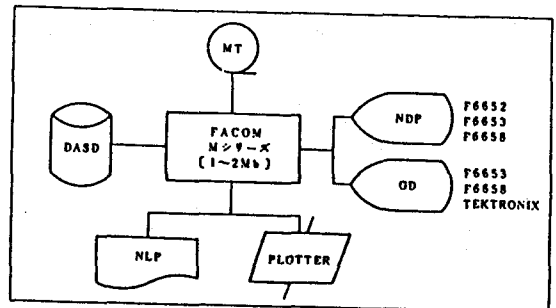 MT
DASD
FACOM
Mシリーズ
[1〜2Mb]
NDP
F6652
F6653
F6658
GD
F6653
F6658
TEKTRONIX
NLP
PLOTTER